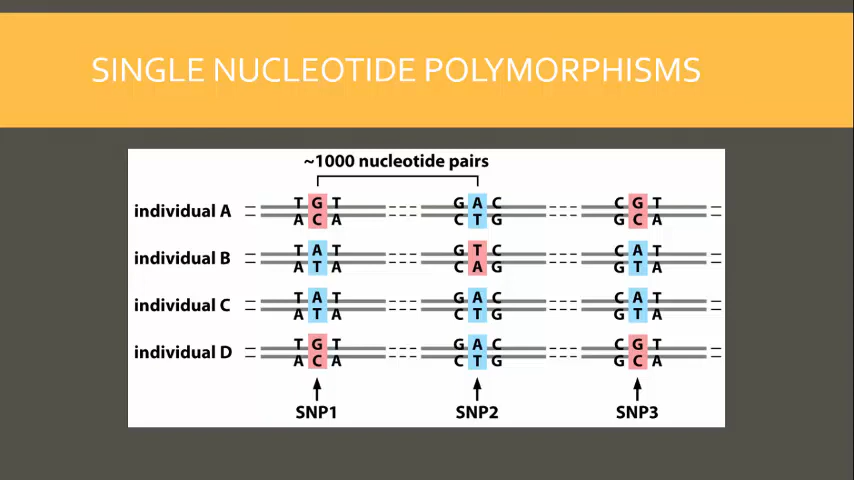 SINGLE NUCLEOTIDE POLYMORPHISMS
~1000 nucleotide pairs
individual A T G T G A C C G T
A C A C T G G C A
individual B T A T G T C C A T
A T A C A G G T A
individual C T A T G A C C A T
A T A C T G G T A
individual D T G T G A C C G T
A C A C T G G C A
SNP1 SNP2 SNP3